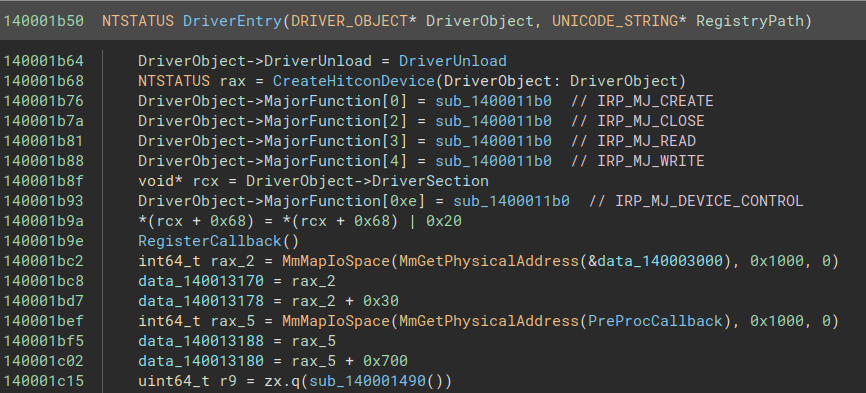 140001b50 NTSTATUS DriverEntry(DRIVER_OBJECT* DriverObject, UNICODE_STRING* RegistryPath)
140001b64 DriverObject->DriverUnload = DriverUnload
140001b68 NTSTATUS rax = CreateHitconDevice(DriverObject: DriverObject)
140001b76 DriverObject->MajorFunction[0] = sub_1400011b0 // IRP_MJ_CREATE
140001b7a DriverObject->MajorFunction[2] = sub_1400011b0 // IRP_MJ_CLOSE
140001b81 DriverObject->MajorFunction[3] = sub_1400011b0 // IRP_MJ_READ
140001b88 DriverObject->MajorFunction[4] = sub_1400011b0 // IRP_MJ_WRITE
140001b8f void* rcx = DriverObject->DriverSection
140001b93 DriverObject->MajorFunction[0xe] = sub_1400011b0 // IRP_MJ_DEVICE_CONTROL
140001b9a *(rcx + 0x68) = *(rcx + 0x68) | 0x20
140001b9e RegisterCallback()
140001bc2 int64_t rax_2 = MmMapIoSpace(MmGetPhysicalAddress(&data_140003000), 0x1000, 0)
140001bc8 data_140013170 = rax_2
140001bd7 data_140013178 = rax_2 + 0x30
140001bef int64_t rax_5 = MmMapIoSpace(MmGetPhysicalAddress(PreProcCallback), 0x1000, 0)
140001bf5 data_140013188 = rax_5
140001c02 data_140013180 = rax_5 + 0x700
140001c15 uint64_t r9 = zx.q(sub_140001490())